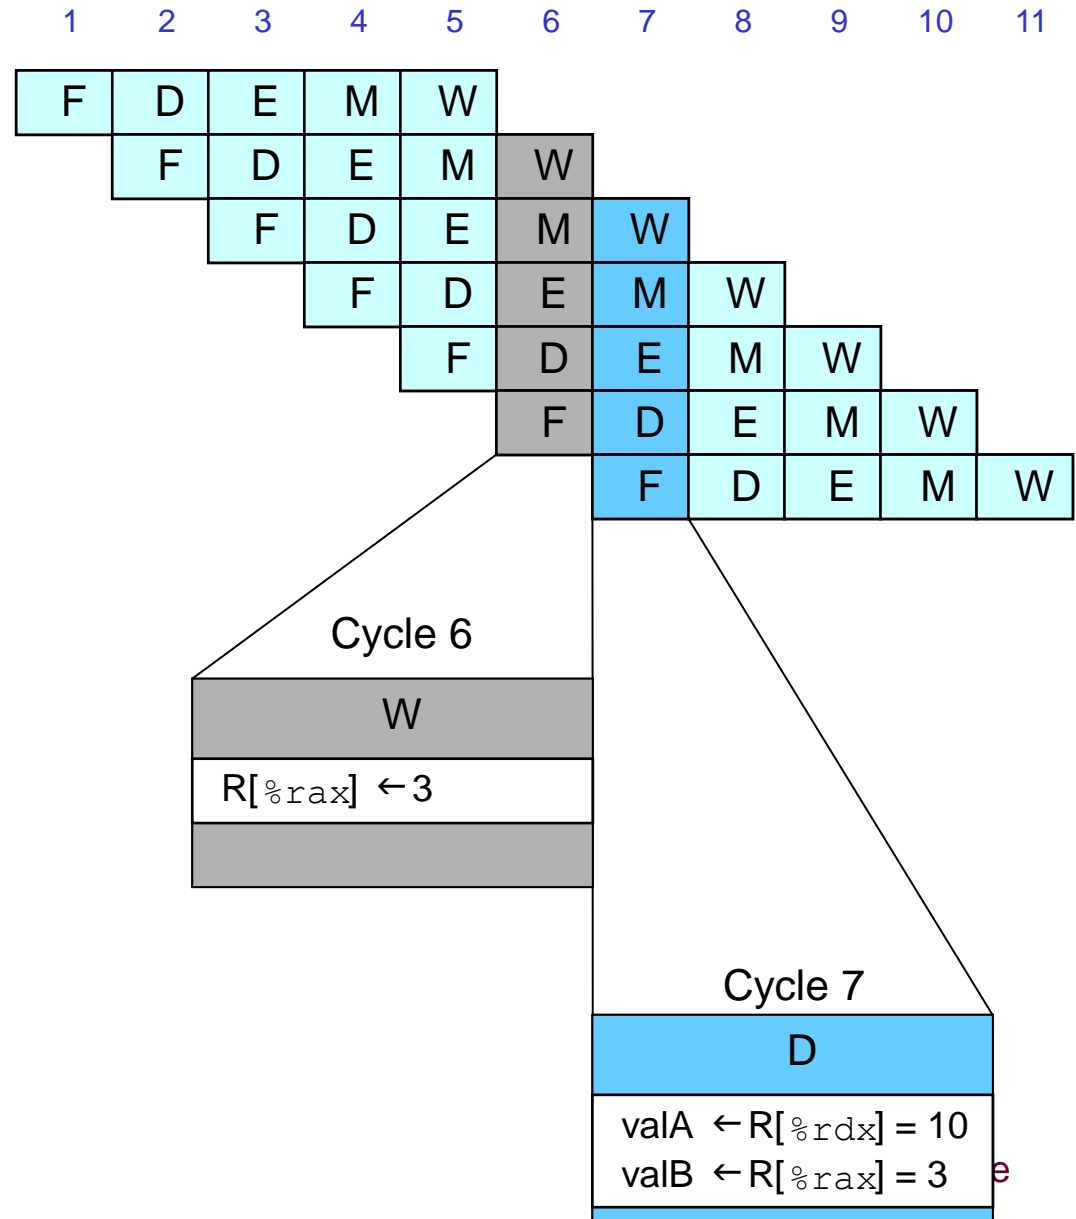 1 2 3 4 5 6 7 8 9 10 11
F D E M W
F D E M W
F D E M W
F D E M W
F D E M W
F D E M W
F D E M W
Cycle 6
W
R[%rax] ←3
Cycle 7
D
valA ←R[%rdx] = 10
valB ←R[%rax] = 3
e